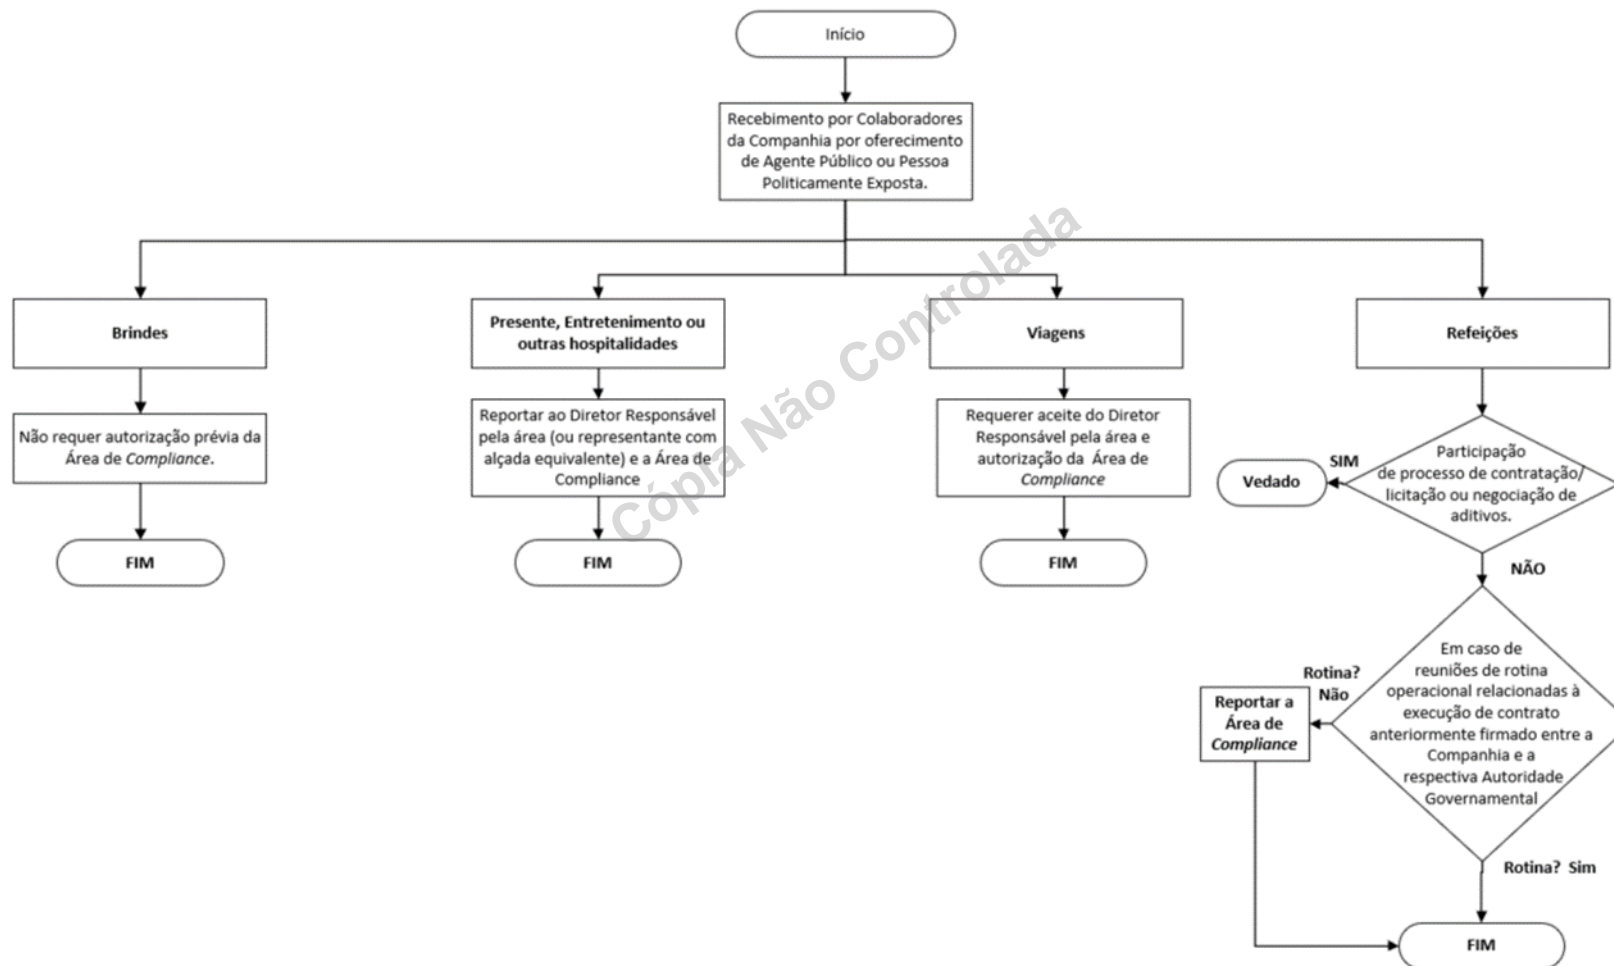 Início
Recebimento por Colaboradores
da Companhia por oferecimento
de Agente Público ou Pessoa
Politicamente Exposta.
Brindes
Presente, Entretenimento ou
outras hospitalidades
Viagens
Refeições
Não requer autorização prévia da
Área de Compliance.
Reportar ao Diretor Responsável
pela área (ou representante com
alçada equivalente) e a Área de
Compliance
Requerer aceite do Diretor
Responsável pela área e
autorização da Área de
Compliance
Participação
de processo de contratação/
licitação ou negociação de
aditivos.
SIM
Vedado
FIM
FIM
FIM
NÃO
Em caso de
reuniões de rotina
operacional relacionadas à
execução de contrato
anteriormente firmado entre a
Companhia e a
respectiva Autoridade
Governamental
Rotina?
Não
Reportar a
Área de
Compliance
Rotina? Sim
FIM
Cópia Não Controlada